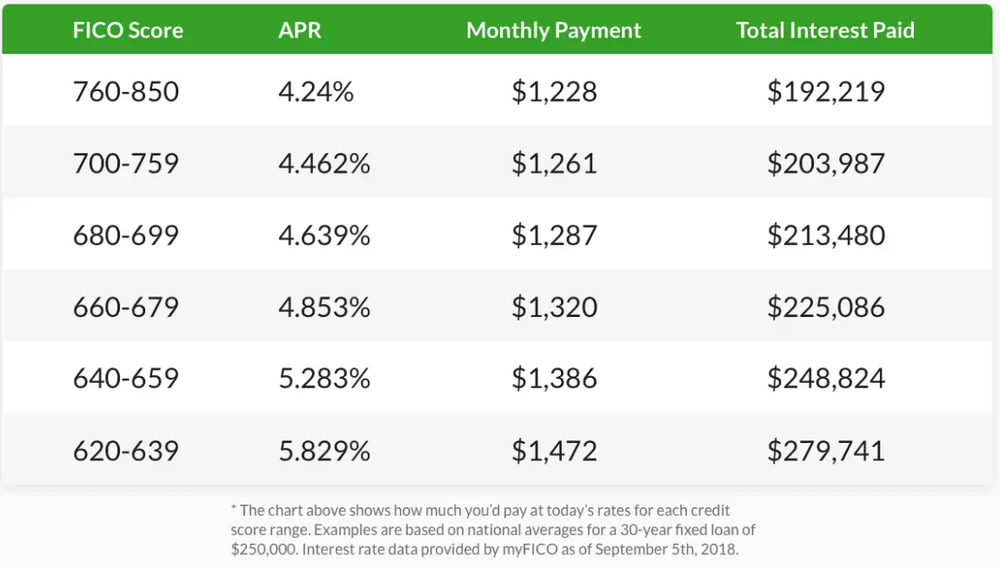 FICO Score APR Monthly Payment Total Interest Paid
760-850 4.24% $1,228 $192,219
700-759 4.462% $1,261 $203,987
680-699 4.639% $1,287 $213,480
660-679 4.853% $1,320 $225,086
640-659 5.283% $1,386 $248,824
620-639 5.829% $1,472 $279,741
* The chart above shows how much you’d pay at today’s rates for each credit
score range. Examples are based on national averages for a 30-year fixed loan of
$250,000. Interest rate data provided by myFICO as of September 5th, 2018.